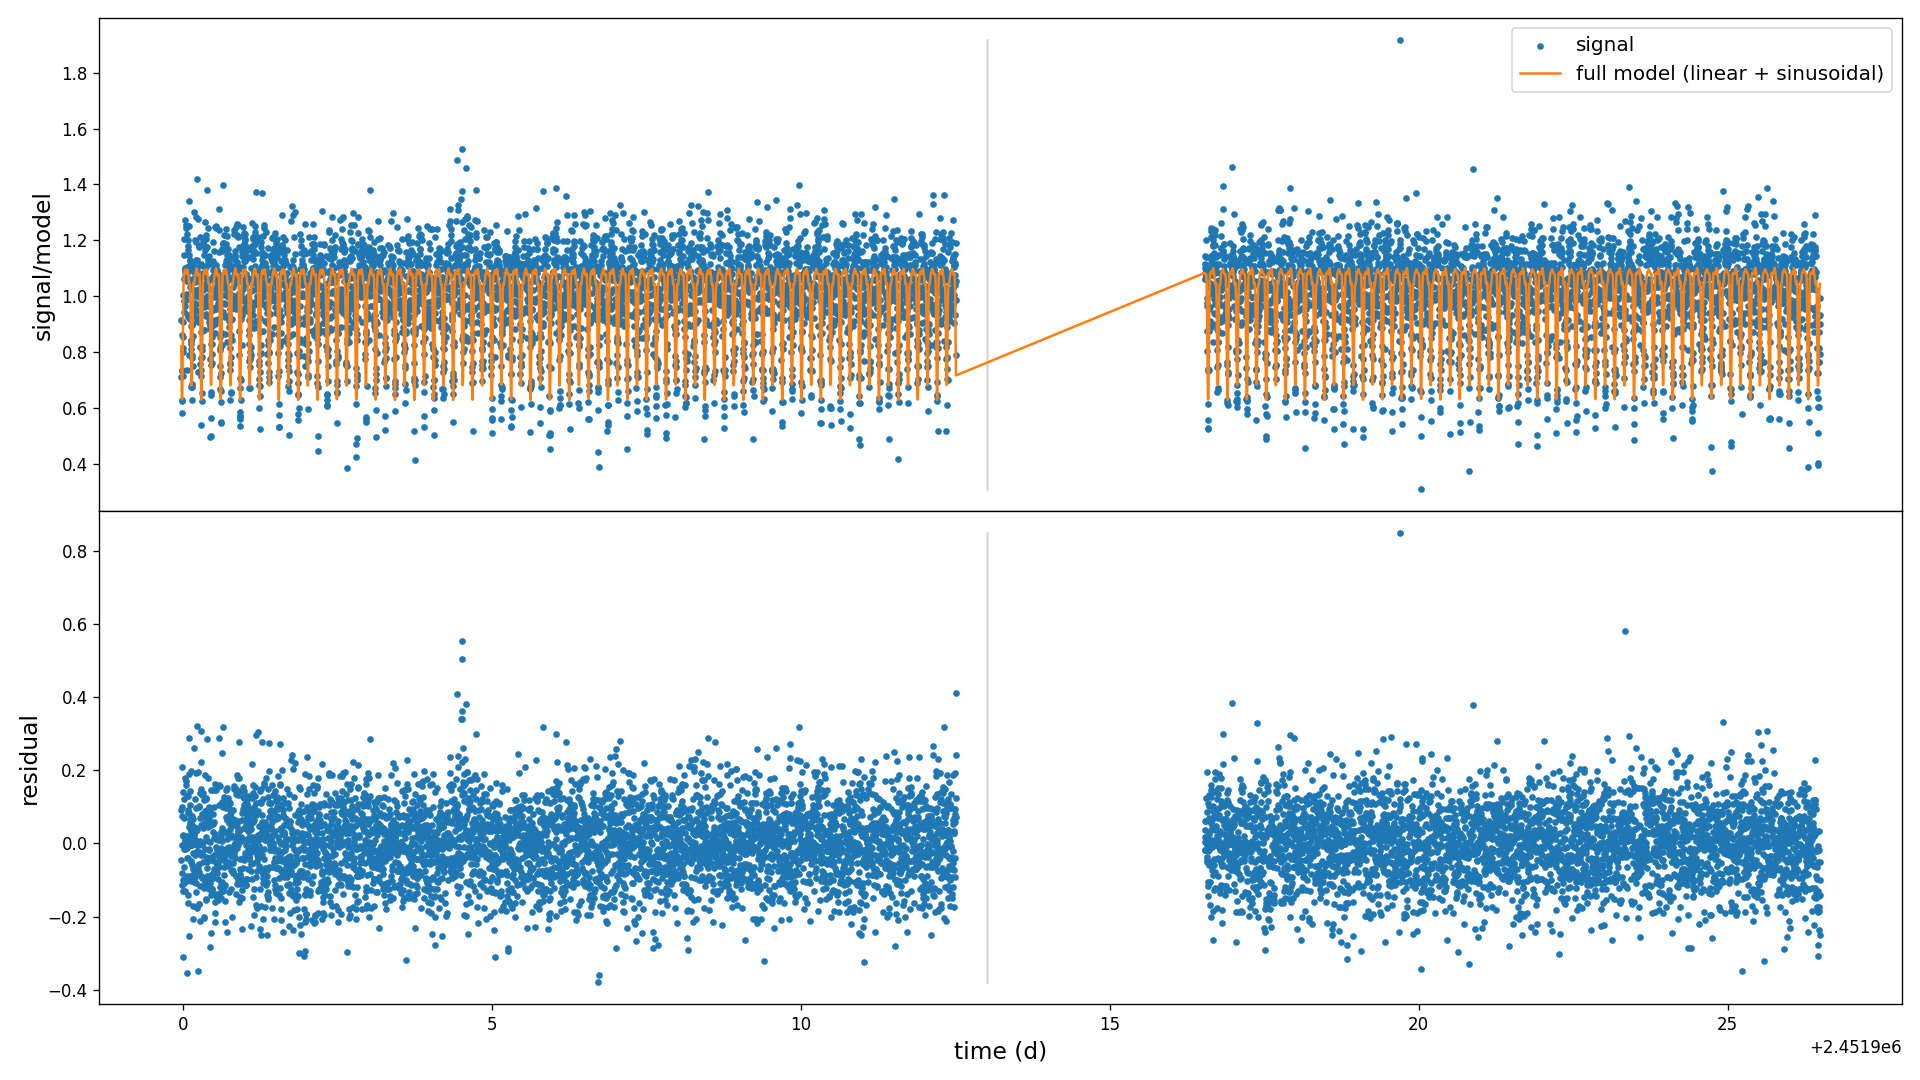 signal
full model (linear + sinusoidal)
signal/model
1.8
1.6
1.4
1.2
1.0
0.8
0.6
0.4
residual
0.8
0.6
0.4
0.2
0.0
−0.2
−0.4
0 5 10 15 20 25
time (d)
+2.4519e6